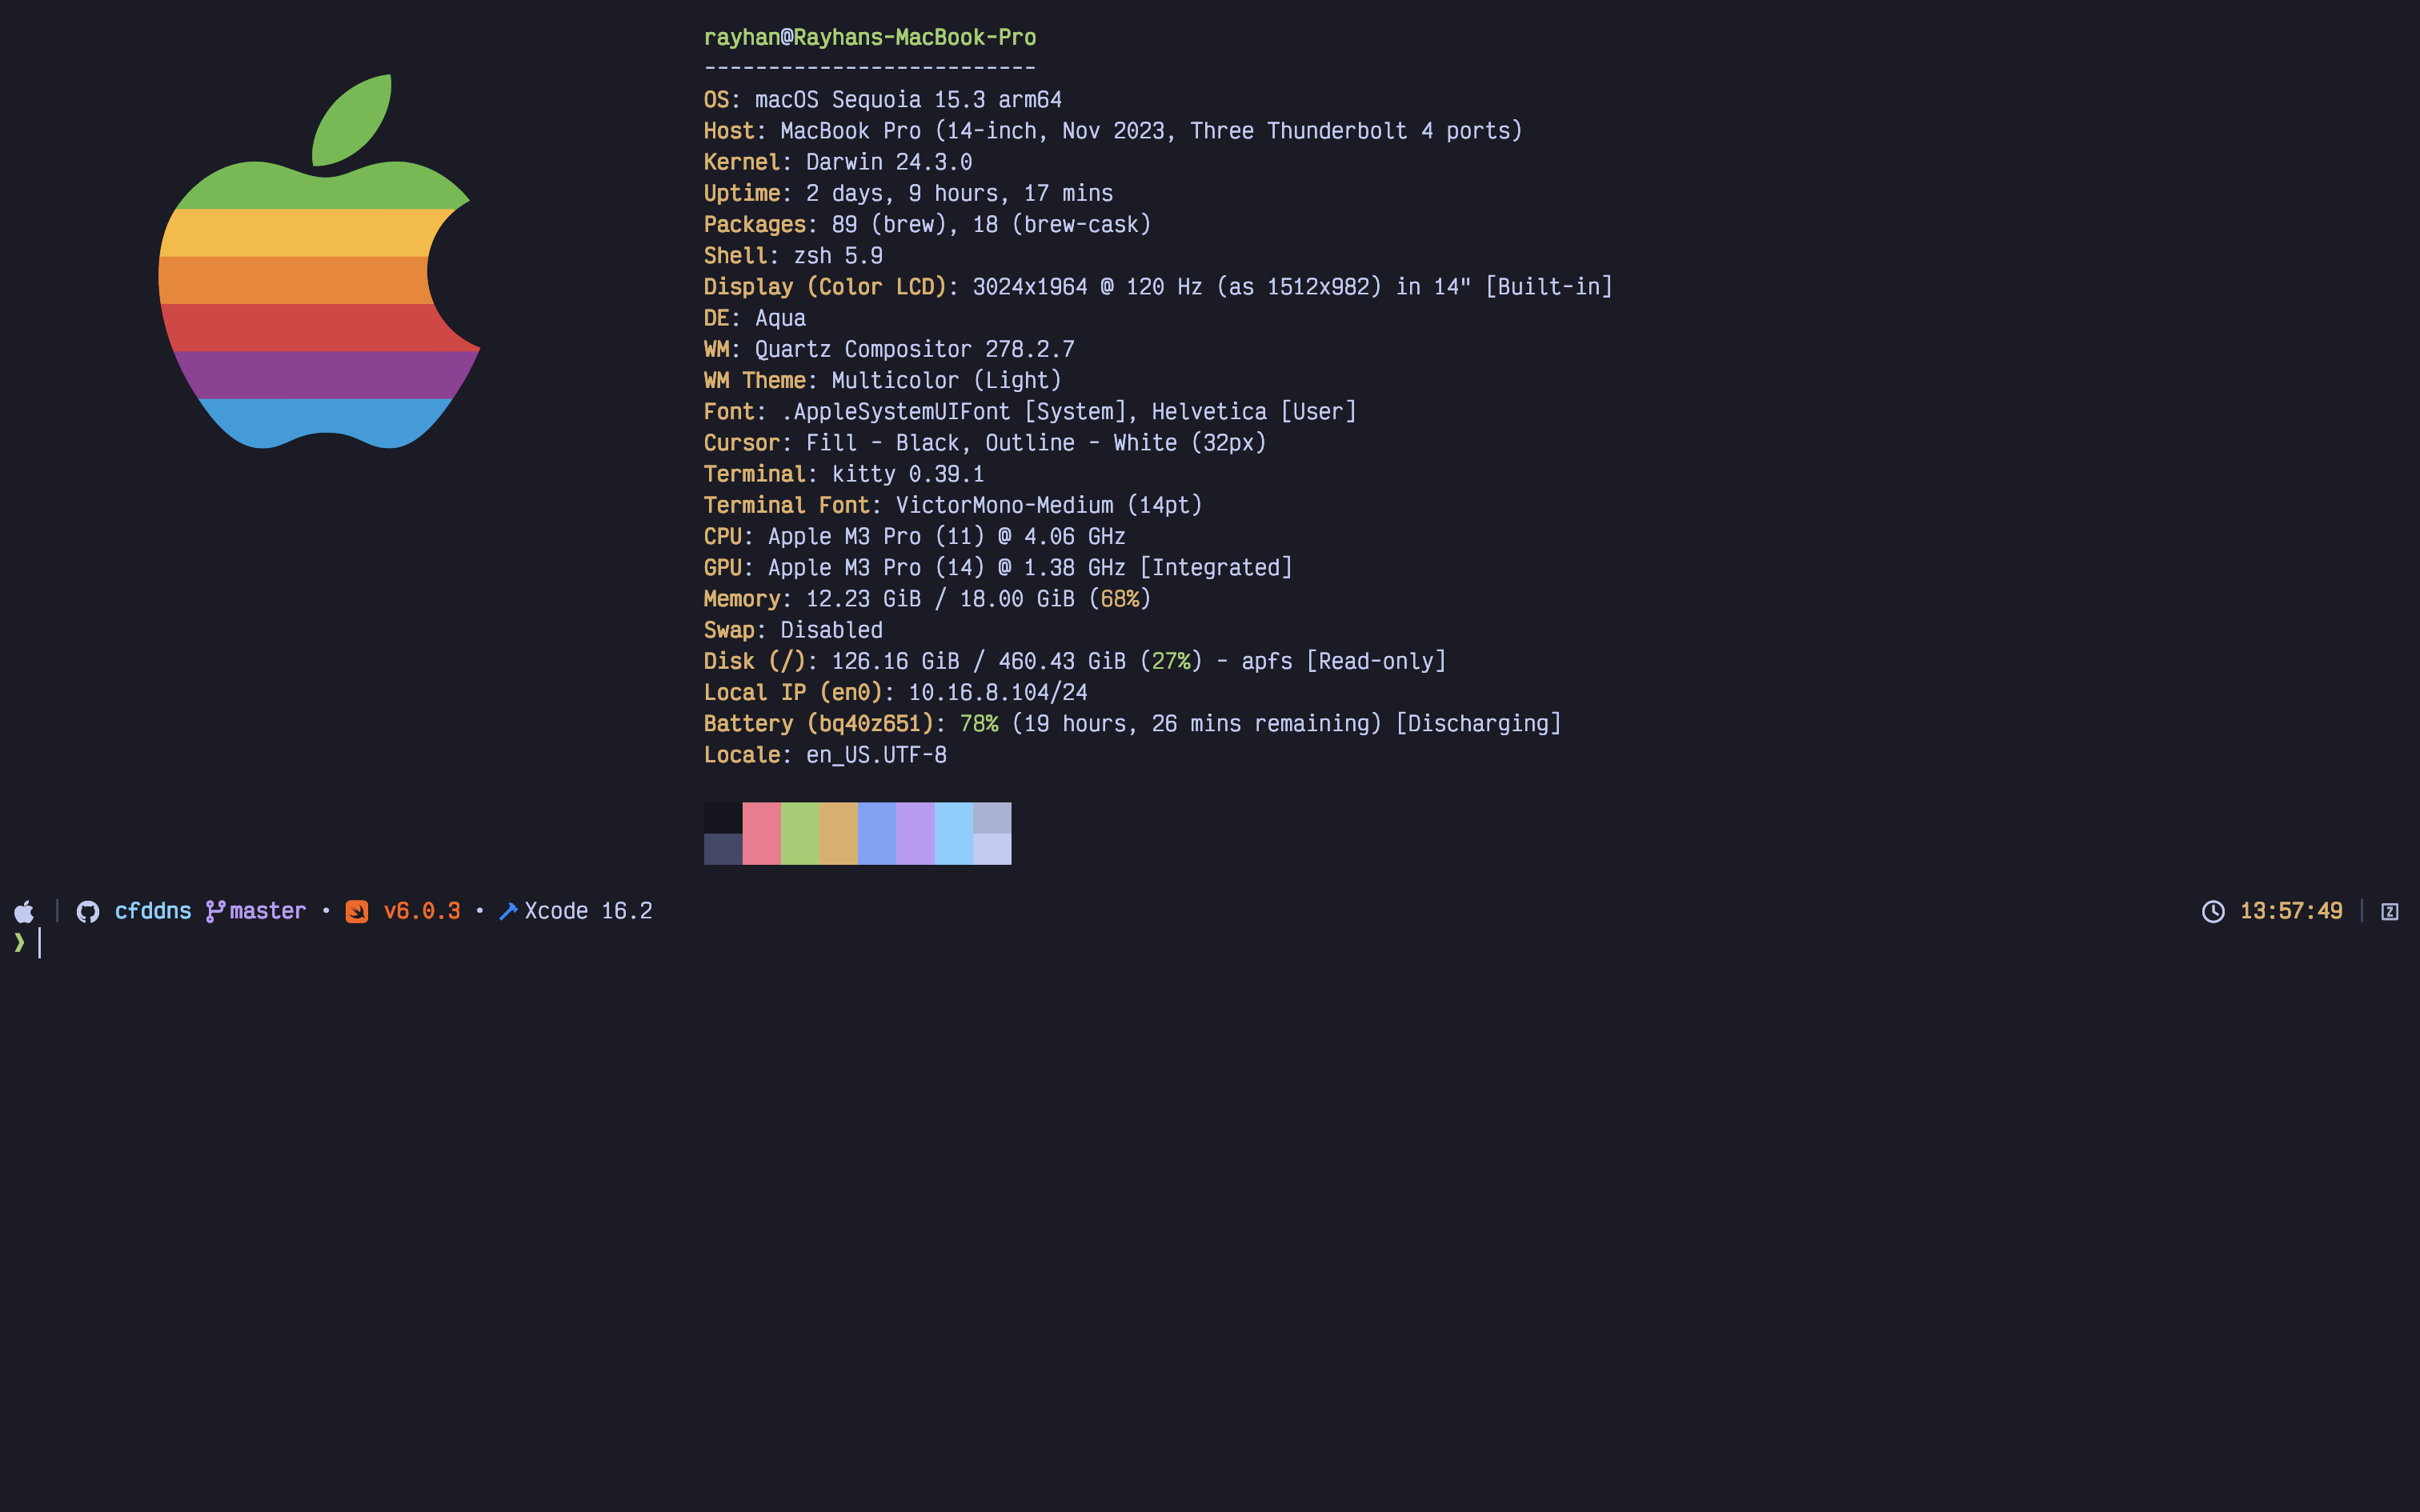 rayhan@Rayhans-MacBook-Pro
--------------------------
OS: macOS Sequoia 15.3 arm64
Host: MacBook Pro (14-inch, Nov 2023, Three Thunderbolt 4 ports)
Kernel: Darwin 24.3.0
Uptime: 2 days, 9 hours, 17 mins
Packages: 89 (brew), 18 (brew-cask)
Shell: zsh 5.9
Display (Color LCD): 3024x1964 @ 120 Hz (as 1512x982) in 14" [Built-in]
DE: Aqua
WM: Quartz Compositor 278.2.7
WM Theme: Multicolor (Light)
Font: .AppleSystemUIFont [System], Helvetica [User]
Cursor: Fill - Black, Outline - White (32px)
Terminal: kitty 0.39.1
Terminal Font: VictorMono-Medium (14pt)
CPU: Apple M3 Pro (11) @ 4.06 GHz
GPU: Apple M3 Pro (14) @ 1.38 GHz [Integrated]
Memory: 12.23 GiB / 18.00 GiB (68%)
Swap: Disabled
Disk (/): 126.16 GiB / 460.43 GiB (27%) - apfs [Read-only]
Local IP (en0): 10.16.8.104/24
Battery (bq40z651): 78% (19 hours, 26 mins remaining) [Discharging]
Locale: en_US.UTF-8
| cfddns master • v6.0.3 • Xcode 16.2 13:57:49 | Z
❯